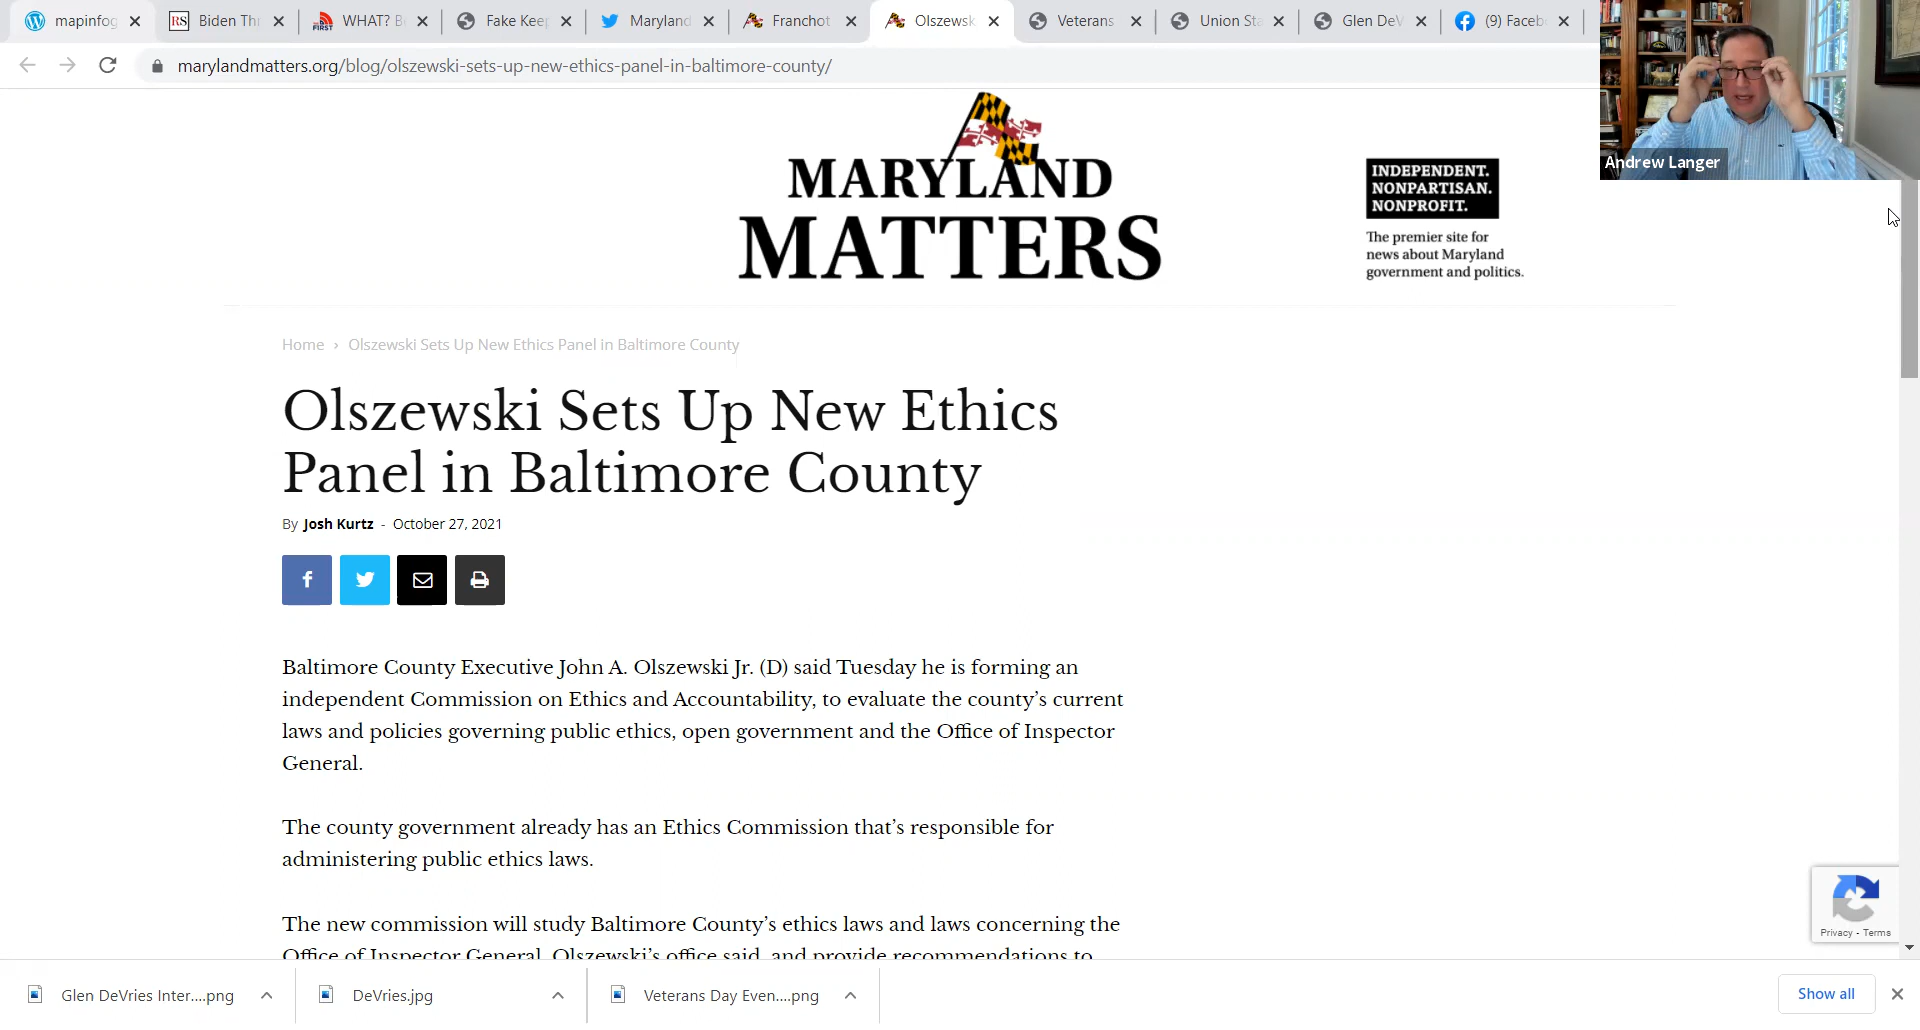 mapinfog
RS
Biden Thr
FIRST
WHAT? B
Fake Keep
Maryland
Franchot
Olszewsk
Veterans
Union Sta
Glen DeV
(9) Facebo
marylandmatters.org/blog/olszewski-sets-up-new-ethics-panel-in-baltimore-county/
Andrew Langer
MARYLAND
MATTERS
INDEPENDENT.
NONPARTISAN.
NONPROFIT.
The premier site for
news about Maryland
government and politics.
Home › Olszewski Sets Up New Ethics Panel in Baltimore County
Olszewski Sets Up New Ethics
Panel in Baltimore County
By Josh Kurtz - October 27, 2021
Baltimore County Executive John A. Olszewski Jr. (D) said Tuesday he is forming an
independent Commission on Ethics and Accountability, to evaluate the county’s current
laws and policies governing public ethics, open government and the Office of Inspector
General.
The county government already has an Ethics Commission that’s responsible for
administering public ethics laws.
The new commission will study Baltimore County’s ethics laws and laws concerning the
Office of Inspector General, Olszewski’s office said, and provide recommendations to
Privacy - Terms
Glen DeVries Inter....png
DeVries.jpg
Veterans Day Even....png
Show all